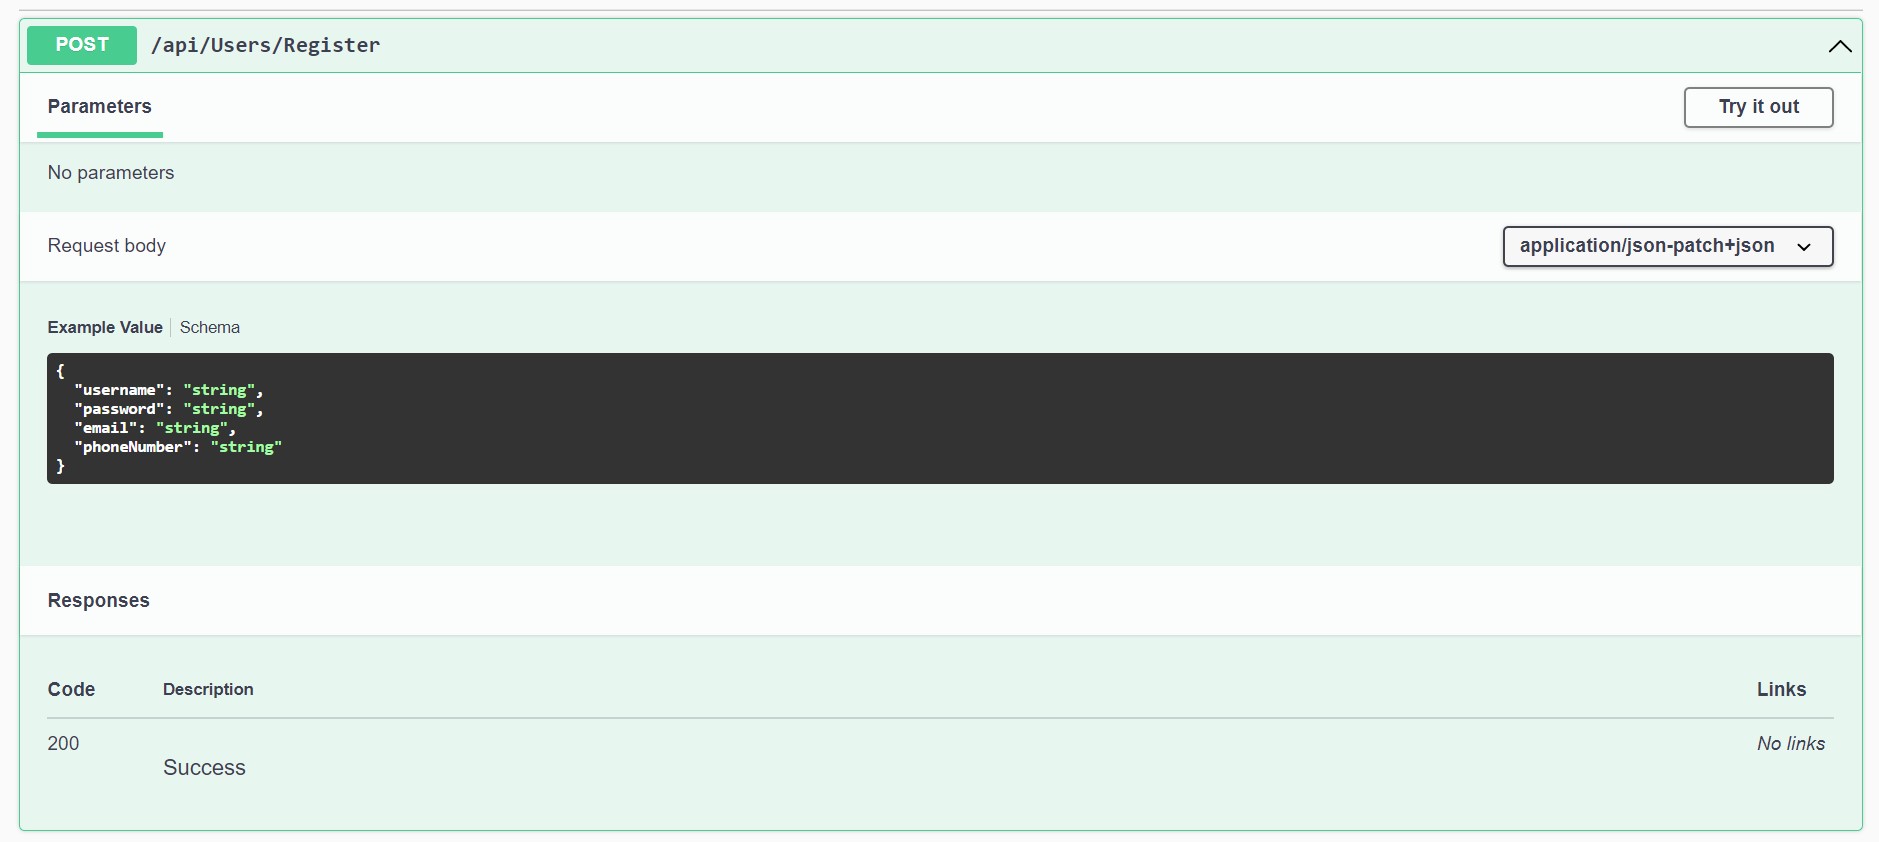 POST /api/Users/Register
Parameters
Try it out
No parameters
Request body
application/json-patch+json
Example Value Schema
{
  "username": "string",
  "password": "string",
  "email": "string",
  "phoneNumber": "string"
}
Responses
Code Description Links
200 No links
Success